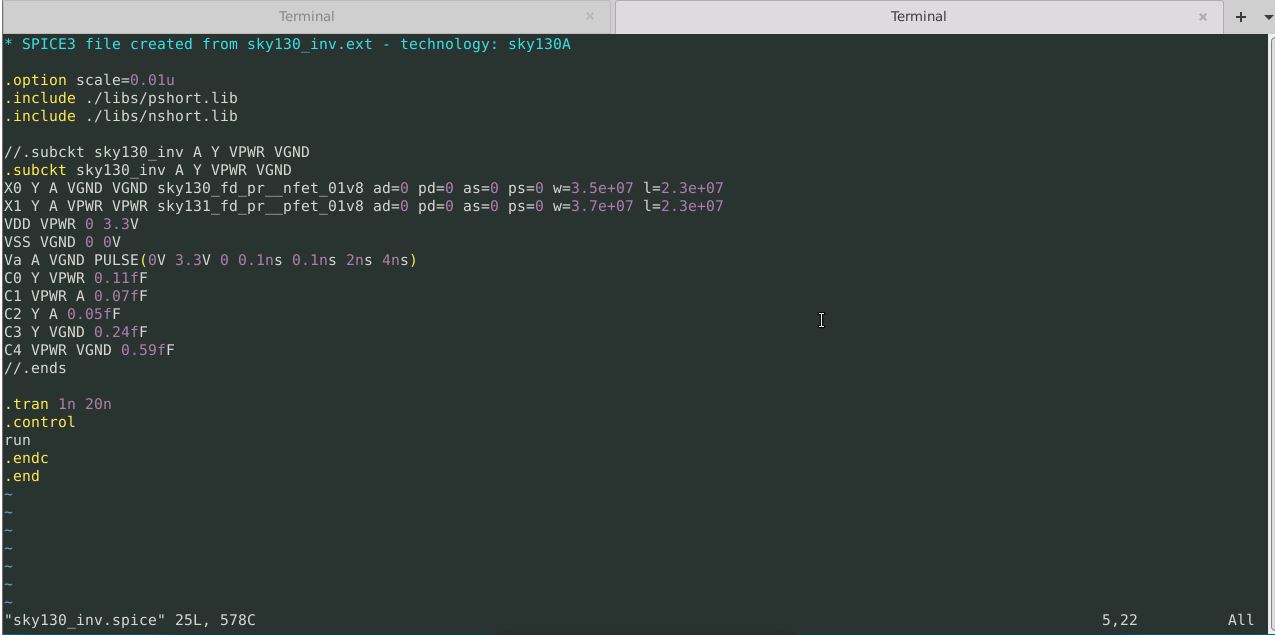 Terminal × Terminal × +
* SPICE3 file created from sky130_inv.ext - technology: sky130A
.option scale=0.01u
.include ./libs/pshort.lib
.include ./libs/nshort.lib
//.subckt sky130_inv A Y VPWR VGND
.subckt sky130_inv A Y VPWR VGND
X0 Y A VGND VGND sky130_fd_pr__nfet_01v8 ad=0 pd=0 as=0 ps=0 w=3.5e+07 l=2.3e+07
X1 Y A VPWR VPWR sky131_fd_pr__pfet_01v8 ad=0 pd=0 as=0 ps=0 w=3.7e+07 l=2.3e+07
VDD VPWR 0 3.3V
VSS VGND 0 0V
Va A VGND PULSE(0V 3.3V 0 0.1ns 0.1ns 2ns 4ns)
C0 Y VPWR 0.11fF
C1 VPWR A 0.07fF
C2 Y A 0.05fF
C3 Y VGND 0.24fF
C4 VPWR VGND 0.59fF
//.ends
.tran 1n 20n
.control
run
.endc
.end
~
~
~
~
~
~
~
"sky130_inv.spice" 25L, 578C 5,22 All